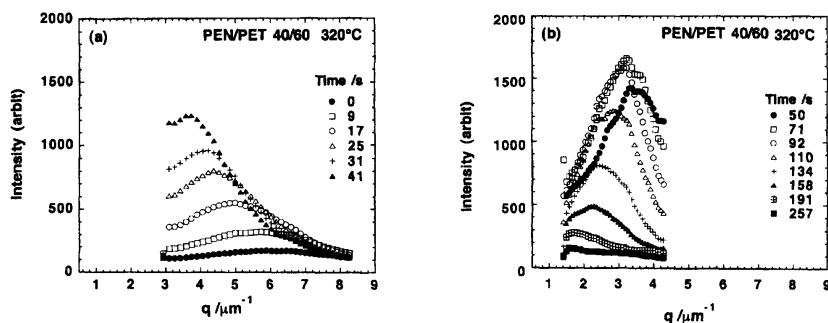 (a) PEN/PET 40/60 320°C
Time /s
0
9
17
25
31
41
Intensity (arbit)
2000
1500
1000
500
0
1 2 3 4 5 6 7 8 9
q /μm⁻¹
(b) PEN/PET 40/60 320°C
Time /s
50
71
92
110
134
158
191
257
Intensity (arbit)
2000
1500
1000
500
0
1 2 3 4 5 6 7 8 9
q /μm⁻¹